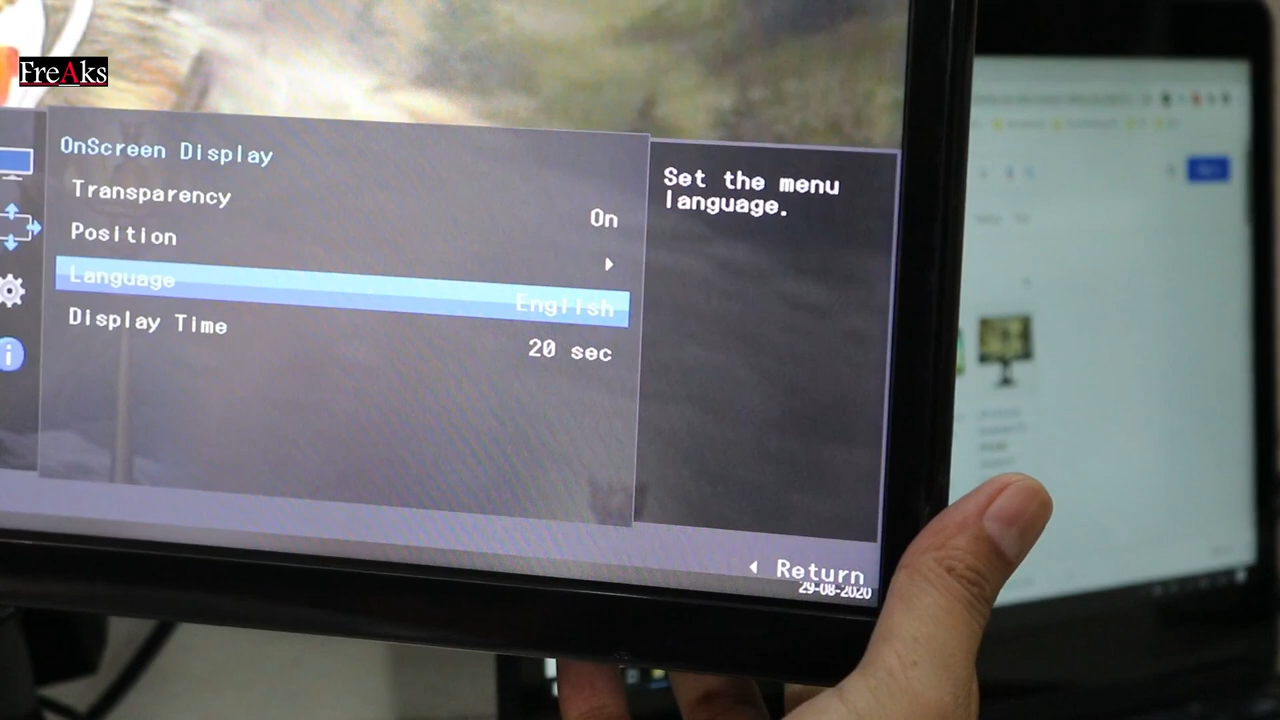 FreAks
OnScreen Display
Transparency
On
Position
Language
English
Display Time
20 sec
Set the menu
language.
Return
29-08-2020